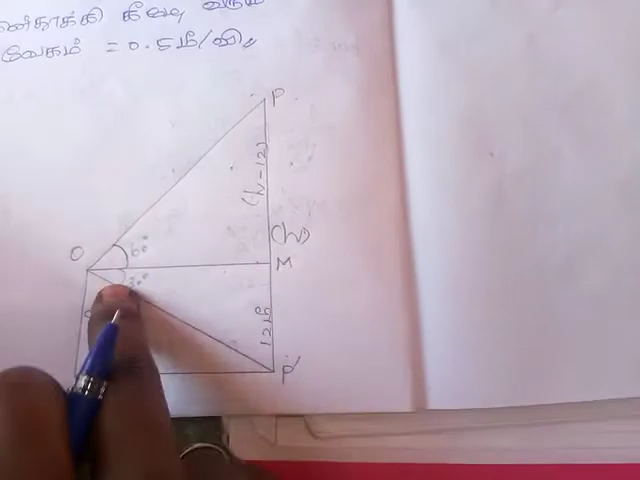 வேகம் = 0.5மீ/வி,,
P
(h-12)
O
60°
(h)
M
30°
12மீ
P'